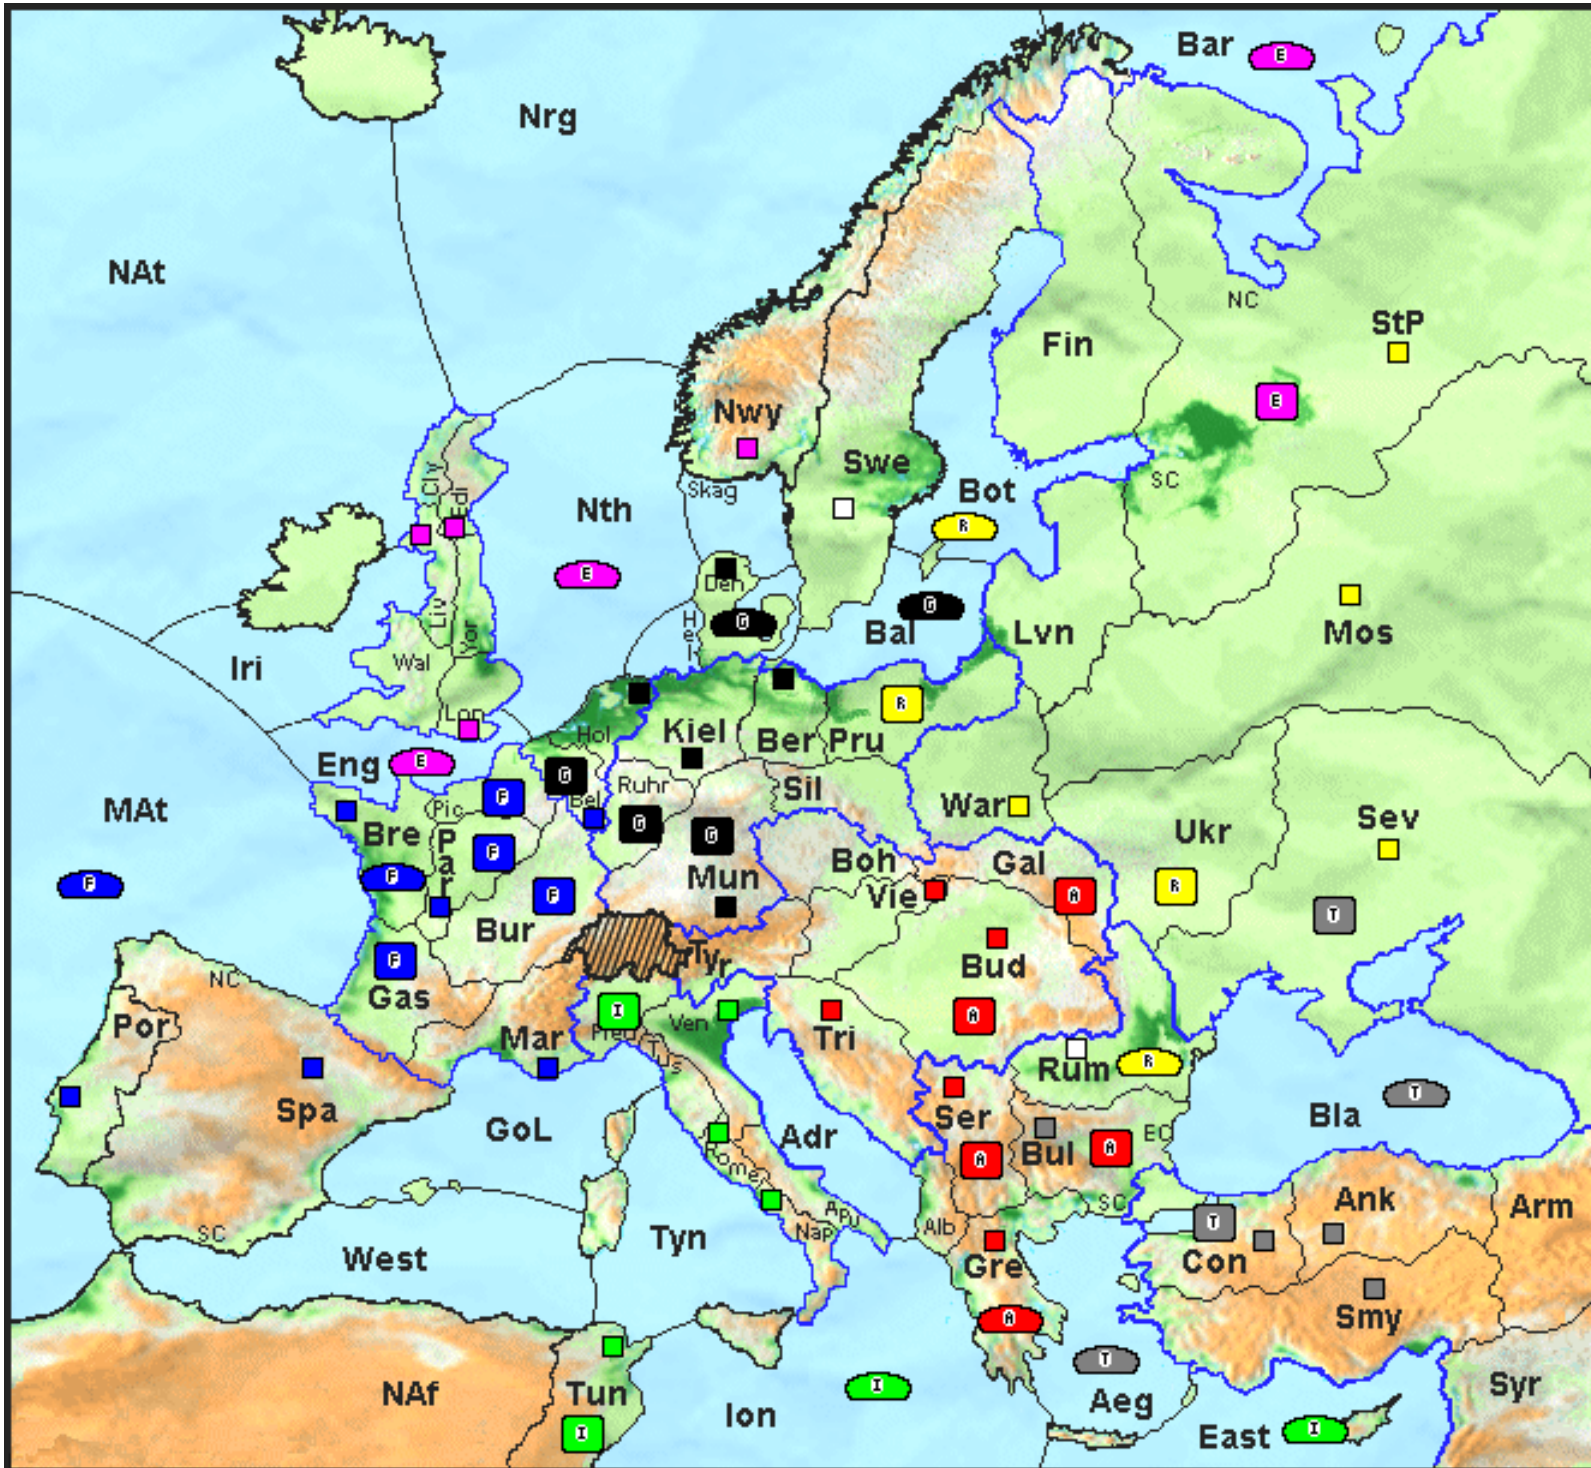 Bar
E
Nrg
NAt
NC
StP
Fin
E
Nwy
Swe
Cly
Edi
Skag
Bot
SC
Nth
R
E
Den
G
G
Hel
Bal
Lvn
Mos
Liv
Yor
Iri
Wal
Lon
R
Hol
Kiel
Ber
Pru
Eng
E
G
Ruhr
Sil
F
Bel
Pic
War
MAt
Bre
Par
G
G
Ukr
Sev
F
Boh
Gal
F
F
Mun
Vie
R
A
F
T
Bur
Tyr
Bud
F
NC
Gas
I
A
Por
Mar
Pied
Ven
Tri
Tus
Rum
R
Spa
Ser
T
GoL
Adr
Bla
Bul
EC
A
A
Rome
Ank
Arm
SC
Apu
SC
T
Tyn
Nap
Alb
West
Gre
Con
Smy
A
T
NAf
Tun
I
Ion
Aeg
Syr
I
East
I